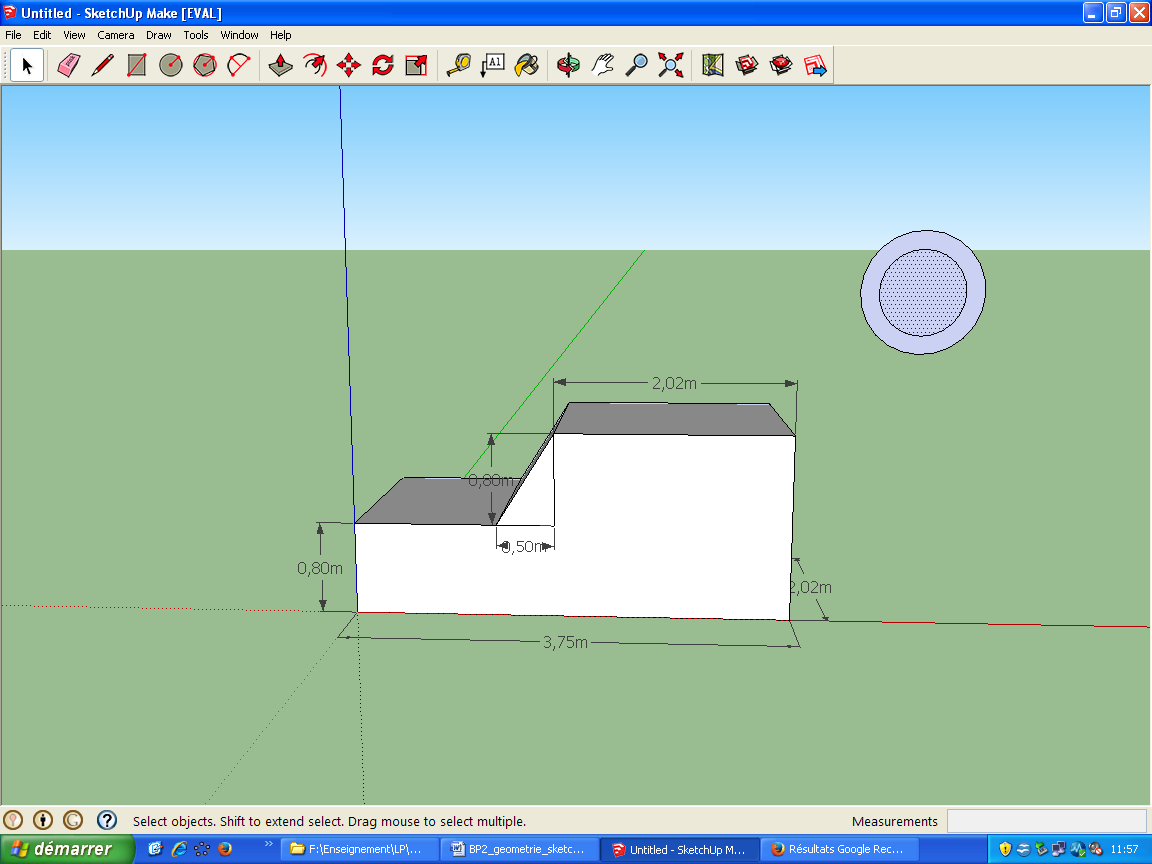 Untitled - SketchUp Make [EVAL]
File Edit View Camera Draw Tools Window Help
A1
2,02m
0,80m
0,50m
0,80m
2,02m
3,75m
Select objects. Shift to extend select. Drag mouse to select multiple.
Measurements
démarrer
F:\Enseignement\LP\...
BP2_geometrie_sketc...
Untitled - SketchUp M...
Résultats Google Rec...
11:57